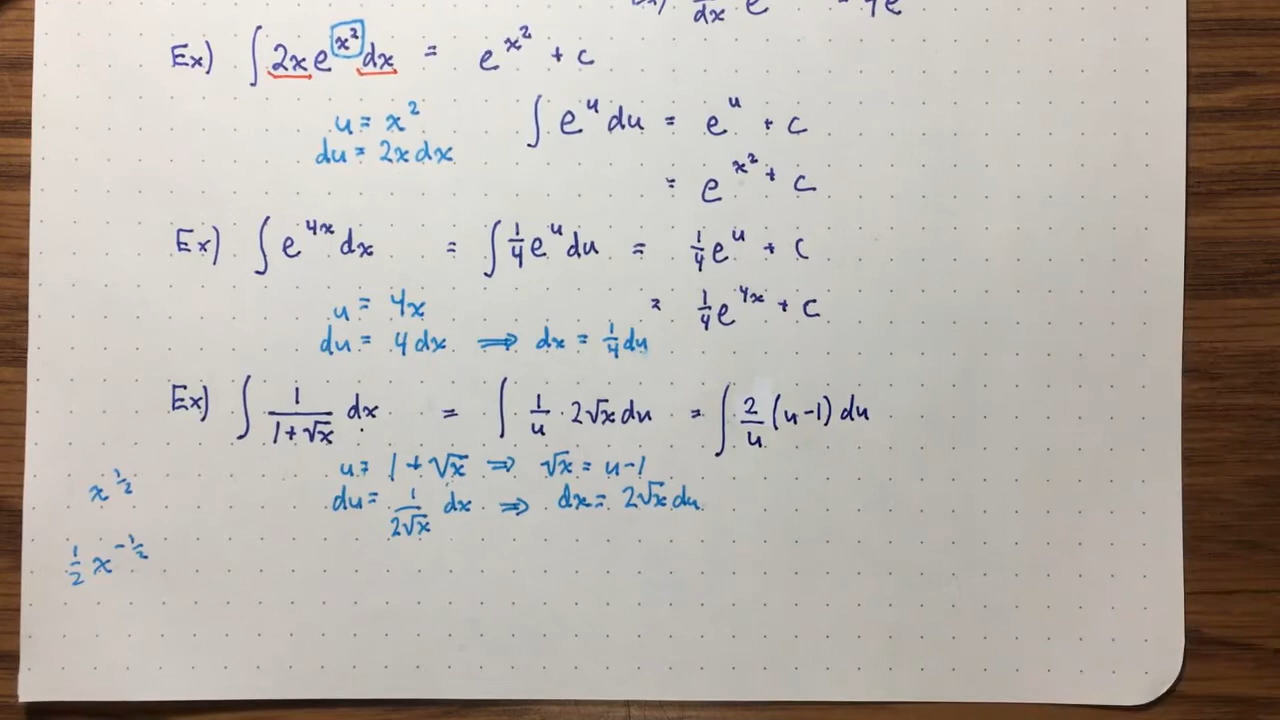 dx e 4e
Ex) ∫ 2x e^{x²} dx = e^{x²} + c
u = x² ∫ e^u du = e^u + c
du = 2x dx
= e^{x²} + c
Ex) ∫ e^{4x} dx = ∫ ¼ e^u du = ¼ e^u + c
u = 4x = ¼ e^{4x} + c
du = 4 dx ⟹ dx = ¼ du
Ex) ∫ 1/(1+√x) dx = ∫ 1/u · 2√x du = ∫ 2/u (u-1) du
u = 1 + √x ⇒ √x = u-1
x^{1/2}
du = 1/(2√x) dx ⇒ dx = 2√x du
½ x^{-1/2}